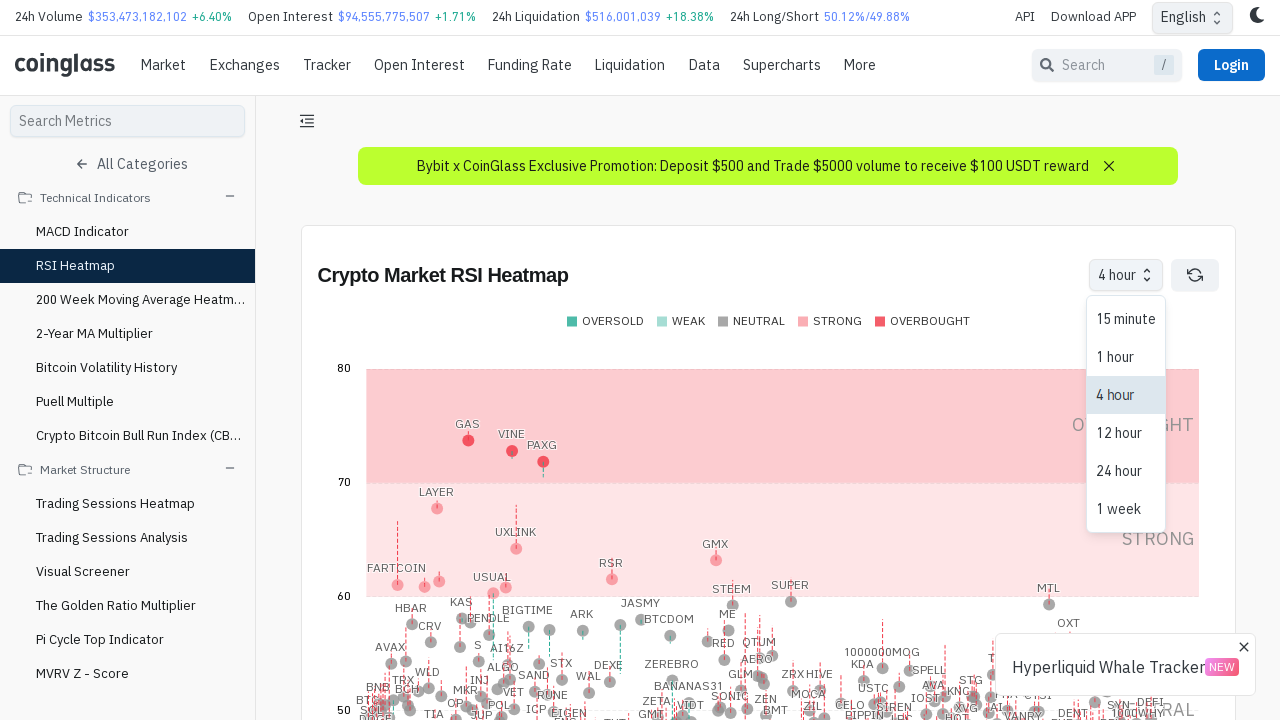 24h Volume $353,473,182,102 +6.40% Open Interest $94,555,775,507 +1.71% 24h Liquidation $516,001,039 +18.38% 24h Long/Short 50.12%/49.88% API Download APP English
coinglass Market Exchanges Tracker Open Interest Funding Rate Liquidation Data Supercharts More Search / Login
Search Metrics
All Categories
Technical Indicators
MACD Indicator
RSI Heatmap
200 Week Moving Average Heatm...
2-Year MA Multiplier
Bitcoin Volatility History
Puell Multiple
Crypto Bitcoin Bull Run Index (CB...
Market Structure
Trading Sessions Heatmap
Trading Sessions Analysis
Visual Screener
The Golden Ratio Multiplier
Pi Cycle Top Indicator
MVRV Z - Score
Bybit x CoinGlass Exclusive Promotion: Deposit $500 and Trade $5000 volume to receive $100 USDT reward
Crypto Market RSI Heatmap
4 hour
15 minute
1 hour
4 hour
12 hour
24 hour
1 week
OVERSOLD WEAK NEUTRAL STRONG OVERBOUGHT
80
GAS
VINE
PAXG
70
LAYER
UXLINK
STRONG
GMX
RSR
FARTCOIN
USUAL
STEEM
SUPER
MTL
60
HBAR
KAS
PENDLE
BIGTIME
ARK
JASMY
BTCDOM
ME
OXT
CRV
AVAX
S
AI16Z
RED
QTUM
1000000MOG
ZEREBRO
AERO
KDA
STX
DEXE
ALGO
WLD
SAND
WAL
GLM
ZRX
HIVE
SPELL
TRX
INJ
STG
BNB
BCH
MKR
VET
RUNE
BANANAS31
SONIC
MOCA
USTC
AVA
KNG
ZETA
ZEN
IOST
POL
ICP
VIDT
ZIL
CELO
SIREN
XVG
AI
SYN
DEFI
TIA
JUP
EIGEN
GMT
BMT
PIPPIN
HOT
VANRY
DENT
1000WHY
50
Hyperliquid Whale Tracker NEW